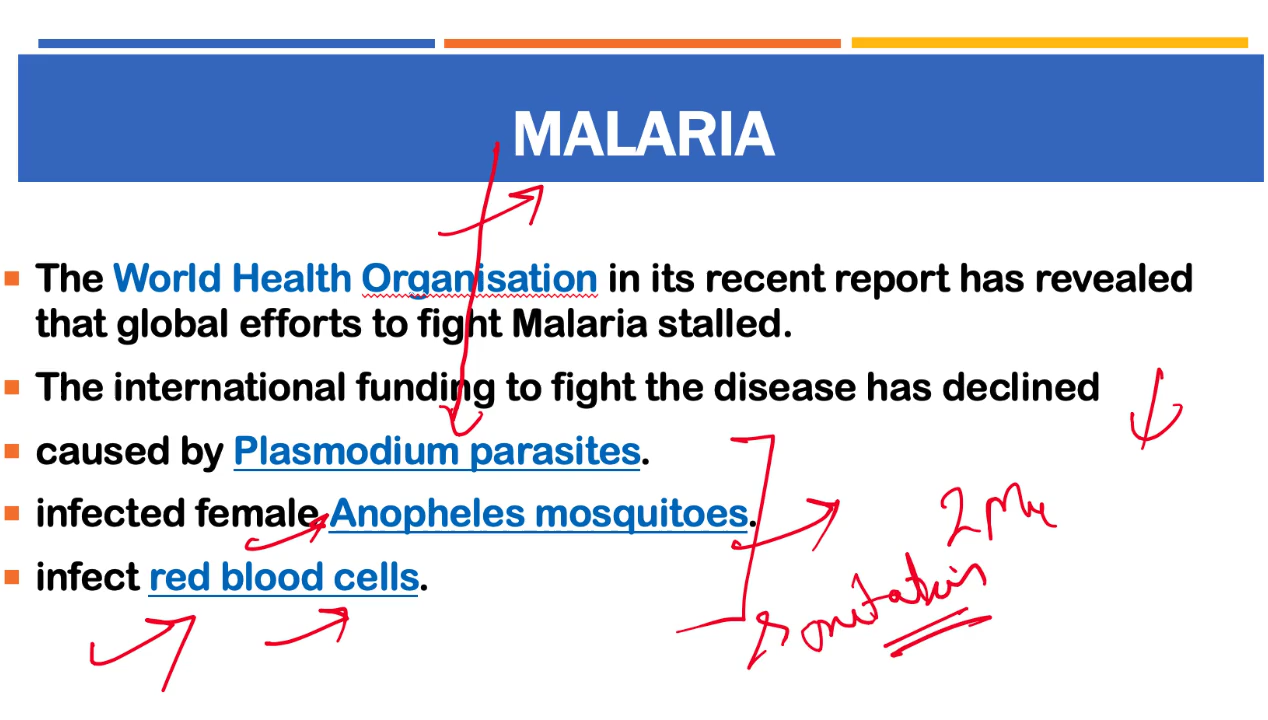 MALARIA
The World Health Organisation in its recent report has revealed
that global efforts to fight Malaria stalled.
The international funding to fight the disease has declined
caused by Plasmodium parasites.
infected female Anopheles mosquitoes.
infect red blood cells.
sanitation